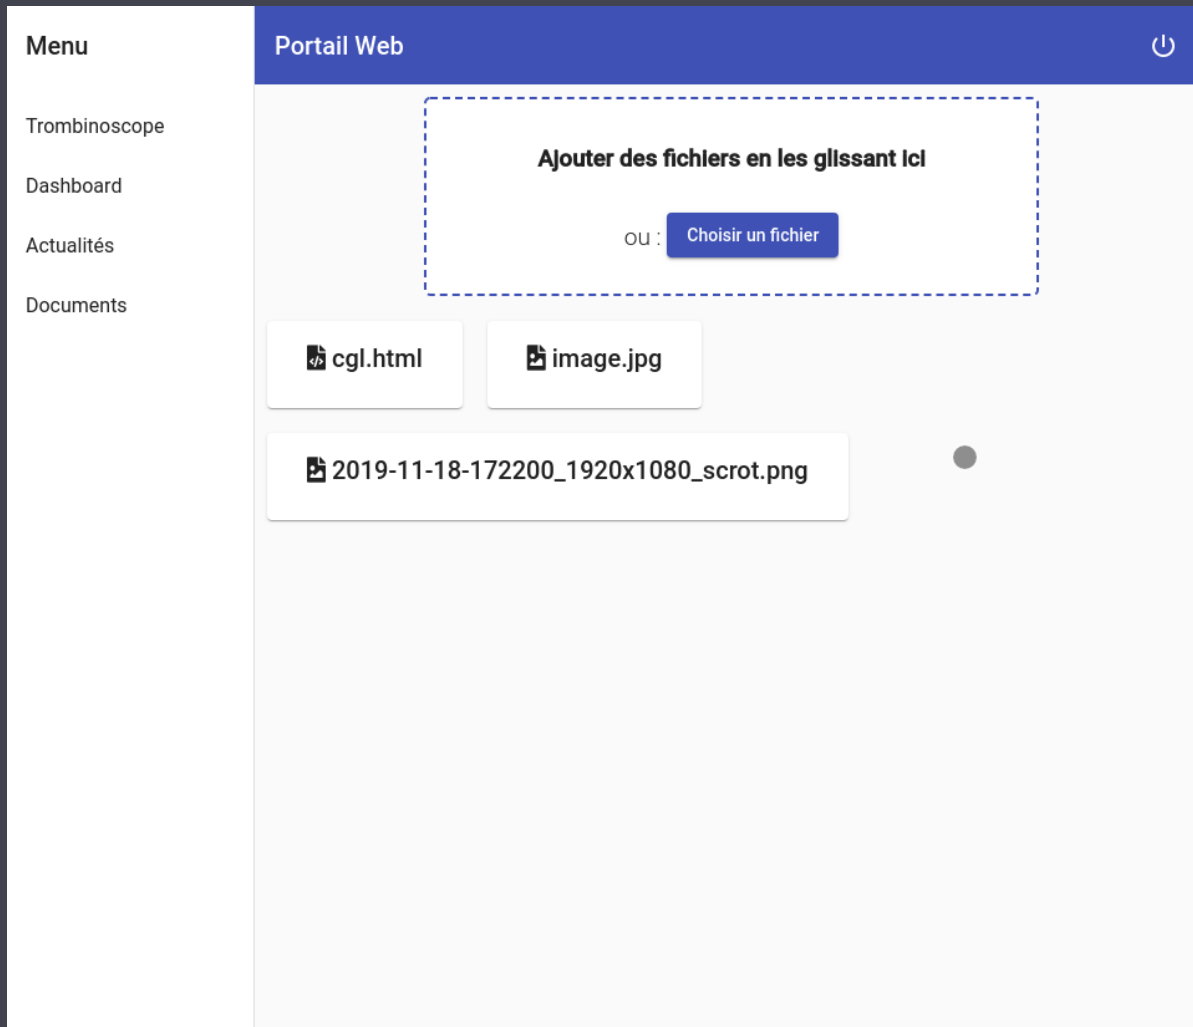 Menu
Portail Web
Trombinoscope
Dashboard
Actualités
Documents
Ajouter des fichiers en les glissant ici
ou :
Choisir un fichier
cgl.html
image.jpg
2019-11-18-172200_1920x1080_scrot.png